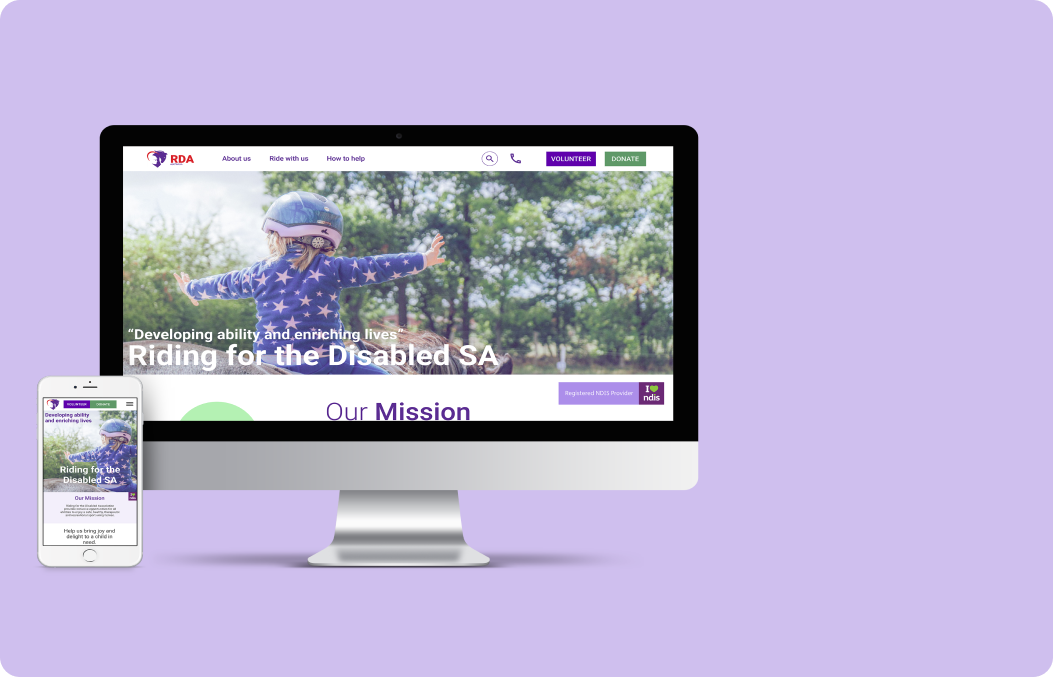 RDA
About us
Ride with us
How to help
VOLUNTEER
DONATE
“Developing ability and enriching lives”
Riding for the Disabled SA
Registered NDIS Provider
I
ndis
Our Mission
VOLUNTEER
DONATE
Developing ability
and enriching lives
Riding for the
Disabled SA
ndis
Our Mission
Help us bring joy and
delight to a child in
need.